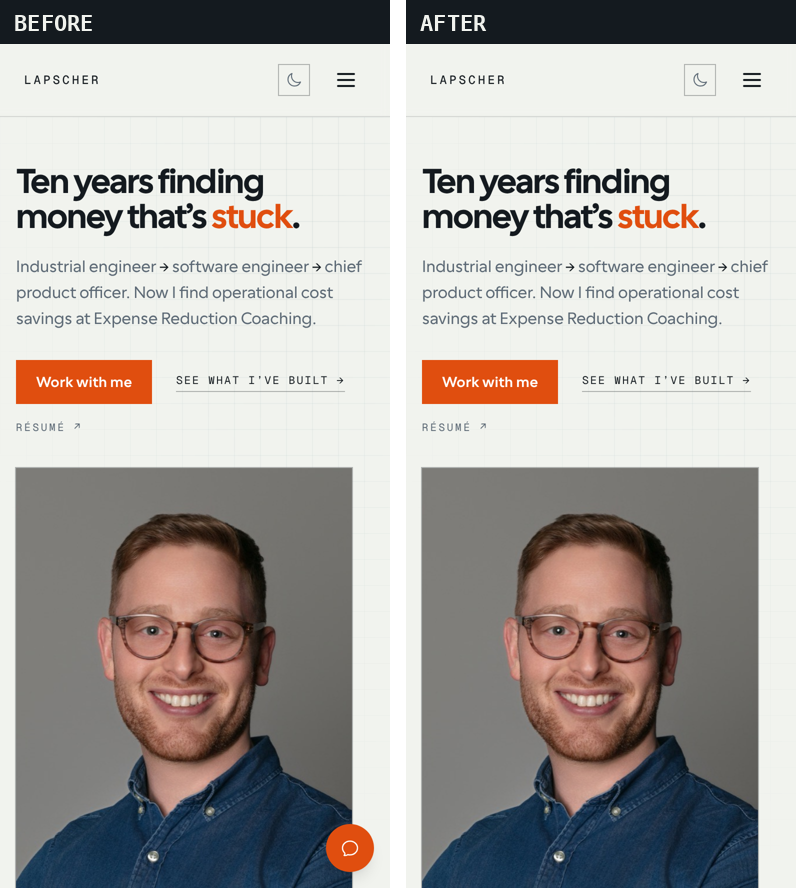 BEFORE
LAPSCHER
Ten years finding
money that’s stuck.
Industrial engineer → software engineer → chief
product officer. Now I find operational cost
savings at Expense Reduction Coaching.
Work with me
SEE WHAT I’VE BUILT →
RÉSUMÉ ↗
AFTER
LAPSCHER
Ten years finding
money that’s stuck.
Industrial engineer → software engineer → chief
product officer. Now I find operational cost
savings at Expense Reduction Coaching.
Work with me
SEE WHAT I’VE BUILT →
RÉSUMÉ ↗